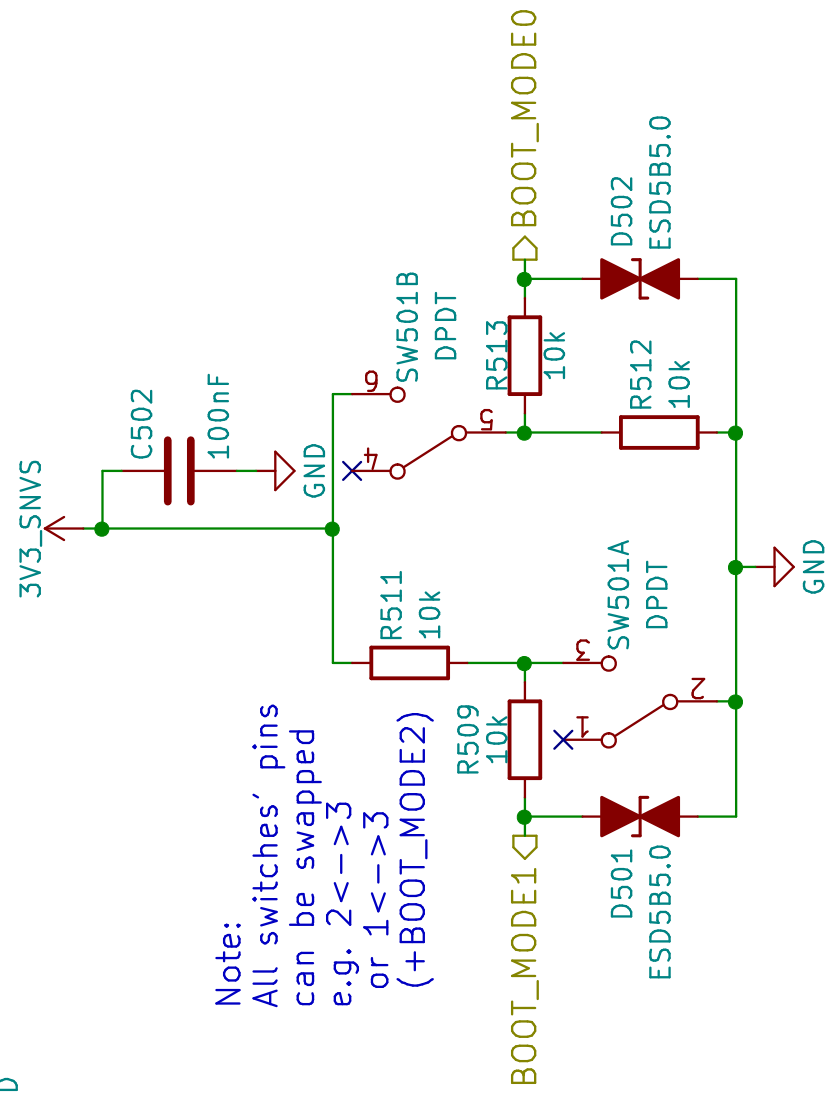 3V3_SNVS
C502
100nF
GND
Note:
All switches' pins
can be swapped
e.g. 2<-->3
or 1<-->3
(+BOOT_MODE2)
R511
10k
4
6
SW501B
DPDT
5
BOOT_MODE1
R509
10k
R513
10k
BOOT_MODE0
1
3
SW501A
DPDT
2
D501
ESD5B5.0
R512
10k
D502
ESD5B5.0
GND
D